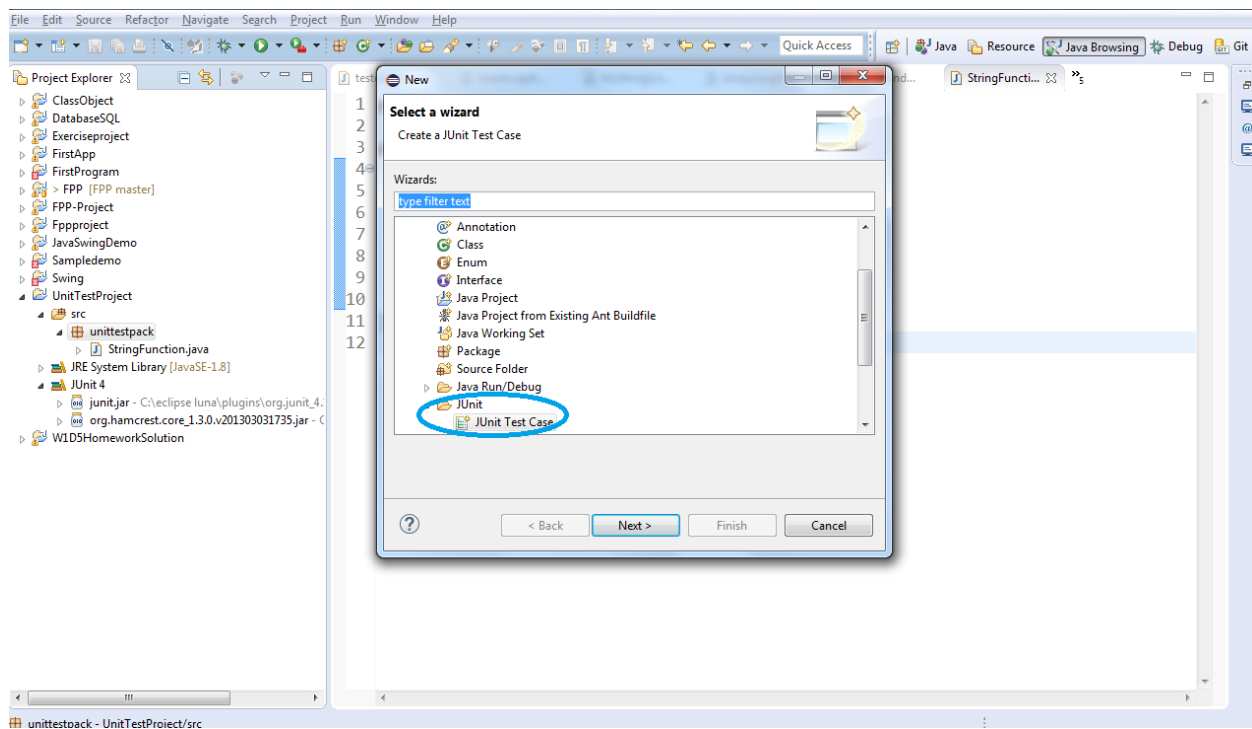 File Edit Source Refactor Navigate Search Project Run Window Help
Quick Access
Java
Resource
Java Browsing
Debug
Git
Project Explorer
ClassObject
DatabaseSQL
Exerciseproject
FirstApp
FirstProgram
> FPP [FPP master]
FPP-Project
Fppproject
JavaSwingDemo
Sampledemo
Swing
UnitTestProject
src
unittestpack
StringFunction.java
JRE System Library [JavaSE-1.8]
JUnit 4
junit.jar - C:\eclipse luna\plugins\org.junit_4.
org.hamcrest.core_1.3.0.v201303031735.jar - C
W1D5HomeworkSolution
test
StringFuncti...
5
1
2
3
4
5
6
7
8
9
10
11
12
New
Select a wizard
Create a JUnit Test Case
Wizards:
type filter text
Annotation
Class
Enum
Interface
Java Project
Java Project from Existing Ant Buildfile
Java Working Set
Package
Source Folder
Java Run/Debug
JUnit
JUnit Test Case
< Back
Next >
Finish
Cancel
unittestpack - UnitTestProject/src